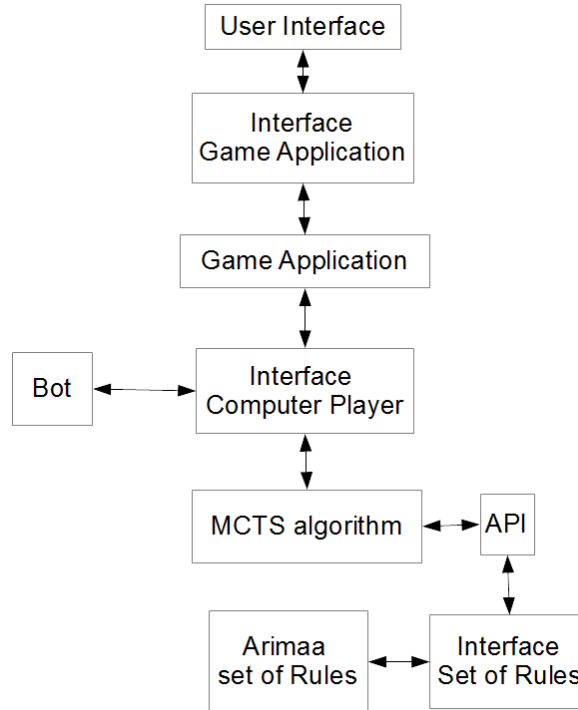 User Interface
Interface
Game Application
Game Application
Bot
Interface
Computer Player
MCTS algorithm
API
Arimaa
set of Rules
Interface
Set of Rules